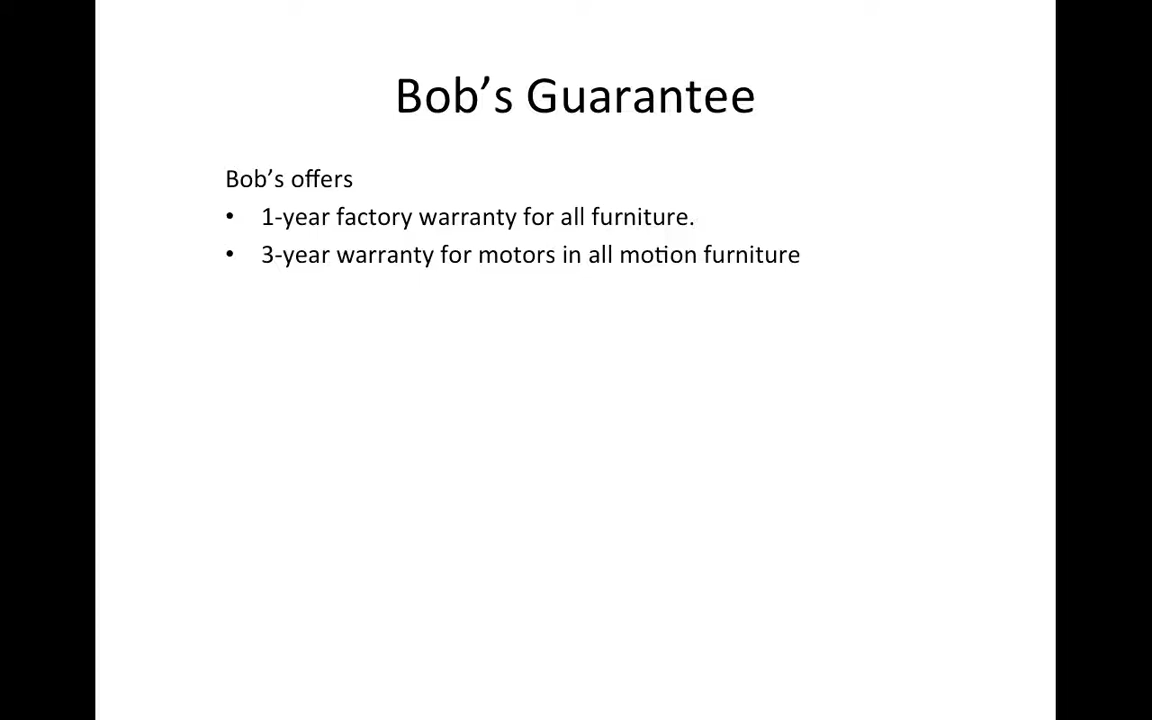 Bob’s Guarantee
Bob’s offers
• 1-year factory warranty for all furniture.
• 3-year warranty for motors in all motion furniture